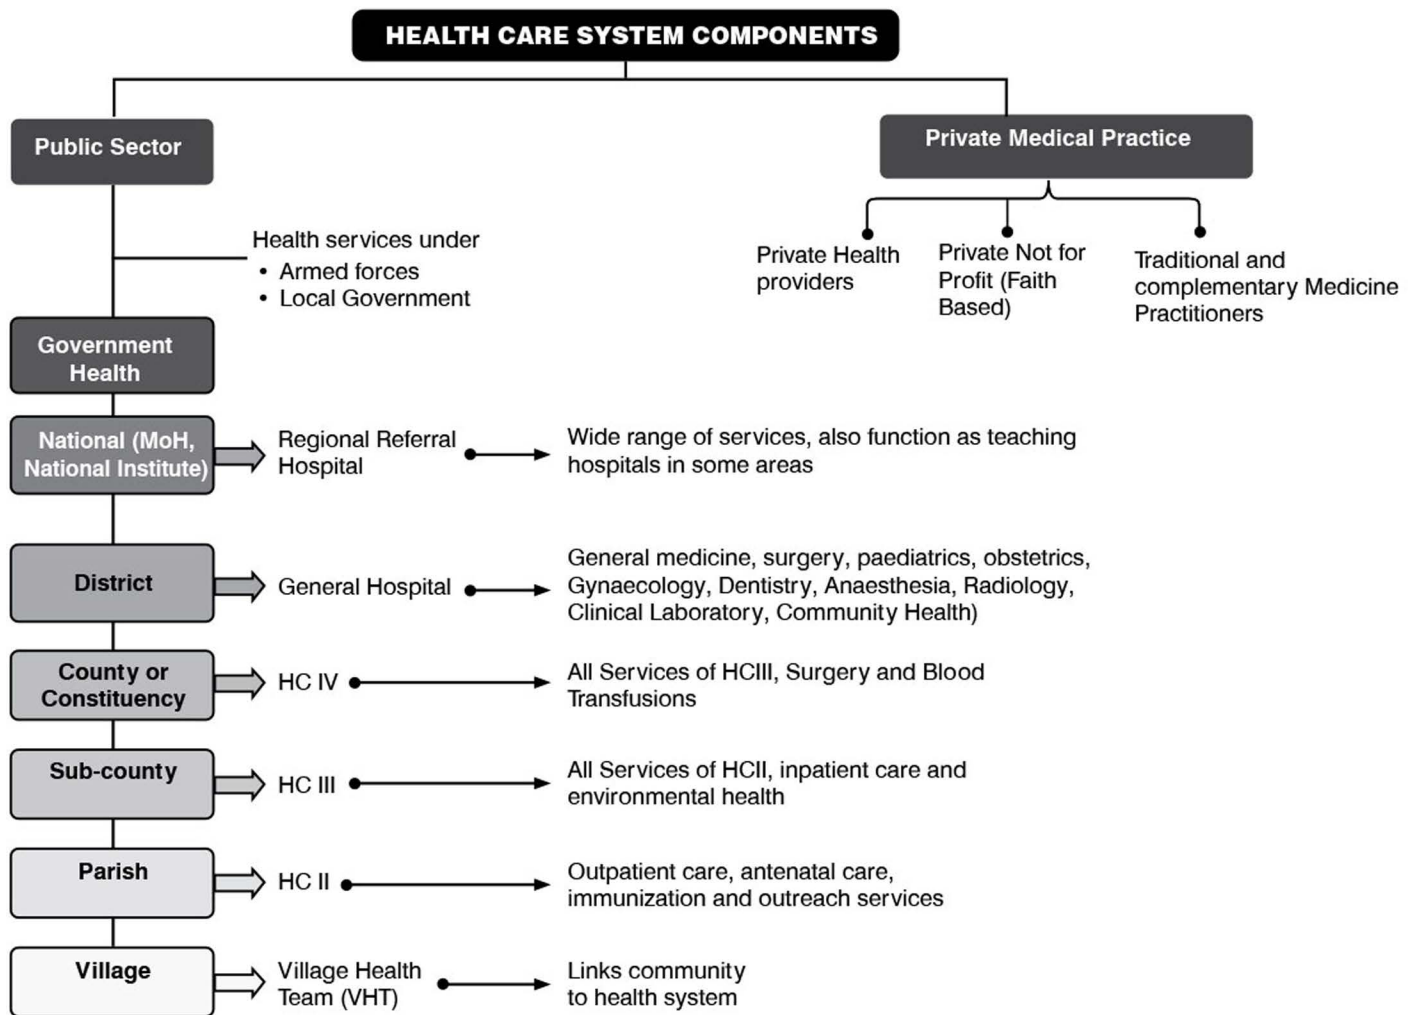 HEALTH CARE SYSTEM COMPONENTS
Public Sector
Private Medical Practice
Health services under
• Armed forces
• Local Government
Private Health
providers
Private Not for
Profit (Faith
Based)
Traditional and
complementary Medicine
Practitioners
Government
Health
National (MoH,
National Institute)
Regional Referral
Hospital
Wide range of services, also function as teaching
hospitals in some areas
District
General Hospital
General medicine, surgery, paediatrics, obstetrics,
Gynaecology, Dentistry, Anaesthesia, Radiology,
Clinical Laboratory, Community Health)
County or
Constituency
HC IV
All Services of HCIII, Surgery and Blood
Transfusions
Sub-county
HC III
All Services of HCII, inpatient care and
environmental health
Parish
HC II
Outpatient care, antenatal care,
immunization and outreach services
Village
Village Health
Team (VHT)
Links community
to health system